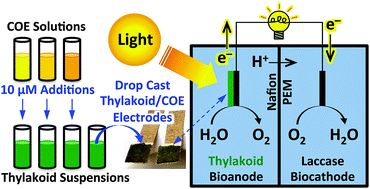 COE Solutions
10 µM Additions
Thylakoid Suspensions
Drop Cast
Thylakoid/COE
Electrodes
Light
e⁻
e⁻
H⁺
Nafion
PEM
H₂O
O₂
O₂
H₂O
Thylakoid
Bioanode
Laccase
Biocathode